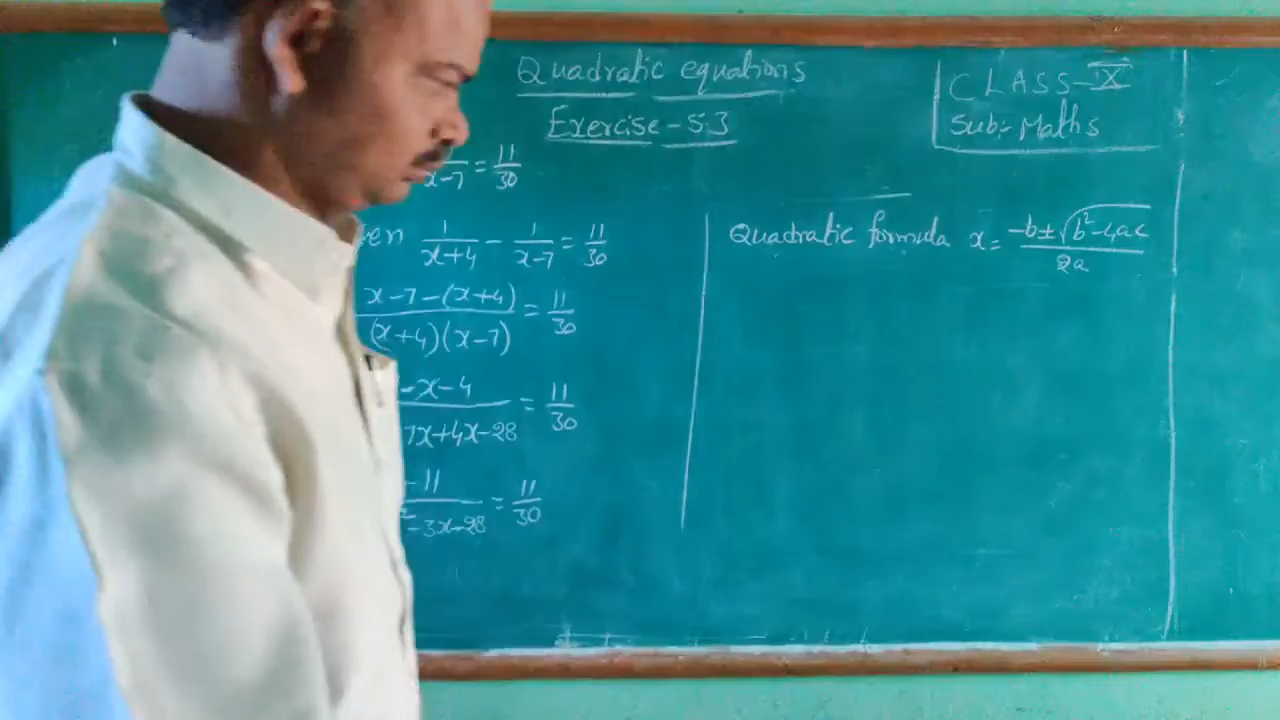 Quadratic equations
Exercise - 5.3
CLASS - X
Sub:- Maths
x-7 = 11/30
en 1/(x+4) - 1/(x-7) = 11/30
(x-7-(x+4))/((x+4)(x-7)) = 11/30
(-x-4)/(7x+4x-28) = 11/30
(-11)/(²-3x-28) = 11/30
Quadratic formula x = (-b±√(b²-4ac))/(2a)